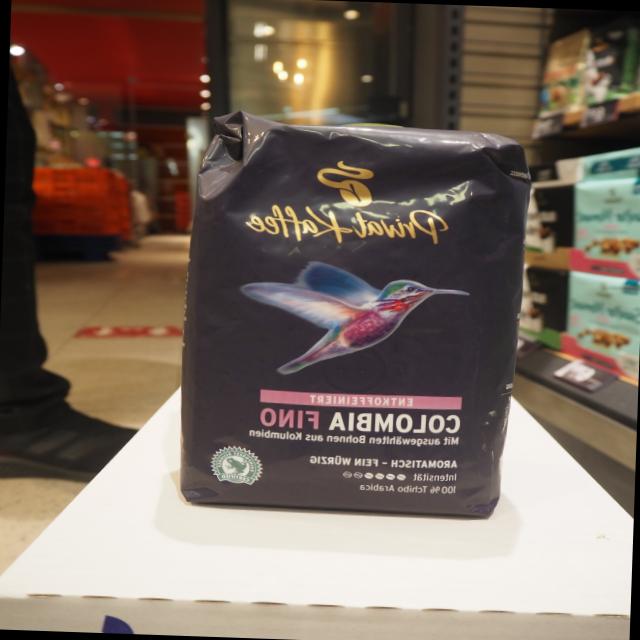 Privat Kaffee
ENTKOFFEINIERT
COLOMBIA FINO
Mit ausgewählten Bohnen aus Kolumbien
AROMATISCH – FEIN WÜRZIG
Intensität
100 % Tchibo Arabica